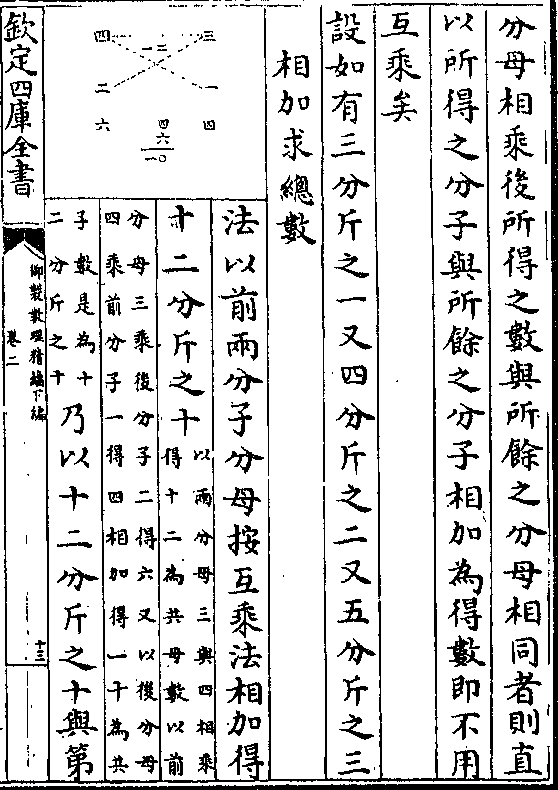 分母相乘後所得之數與所餘之分母相同者則直
以所得之分子與所餘之分子相加為得數即不用
互乘矣
設如有三分斤之一又四分斤之二又五分斤之三
相加求總數
三 一 四
一二
四六
一〇
四 二 六
法以前兩分子分母按互乘法相加得
十二分斤之十
以兩分母三與四相乘
得十二為共母數以前
分母三乘後分子二得六又以後分母
四乘前分子一得四相加得一十為共
子數是為十
二分斤之十
乃以十二分斤之十與第
欽定四庫全書
御製數理精蘊下編
卷二
十三